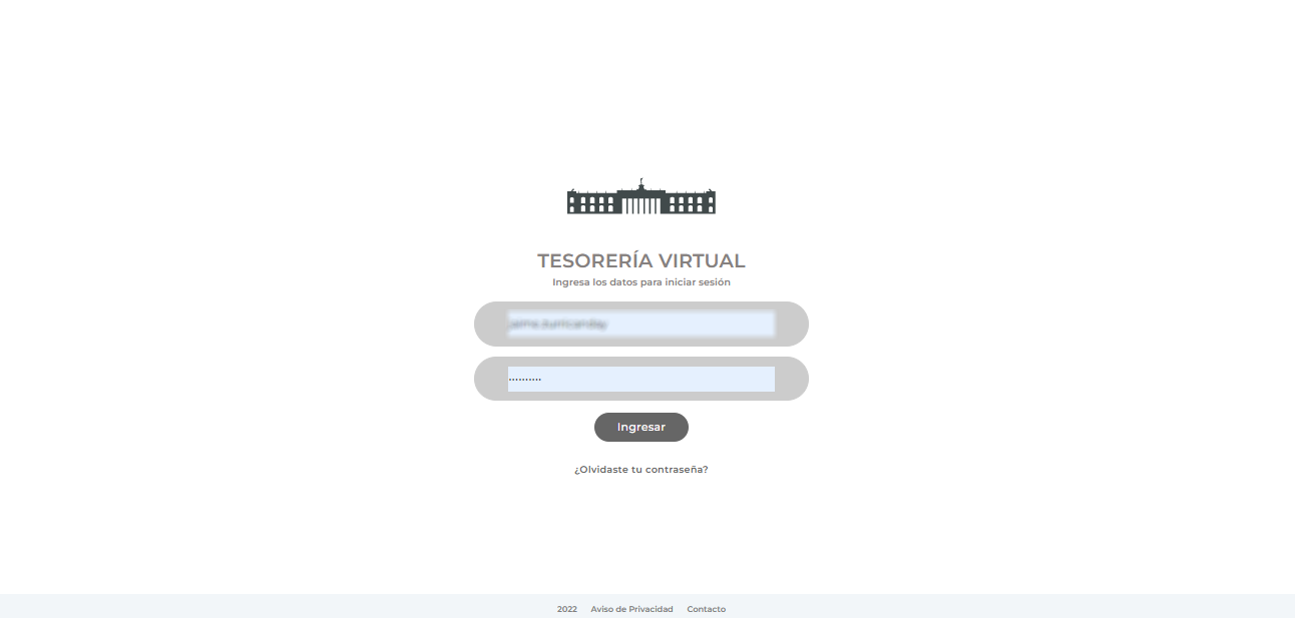 TESORERÍA VIRTUAL
Ingresa los datos para iniciar sesión
Ingresar
¿Olvidaste tu contraseña?
2022 Aviso de Privacidad Contacto